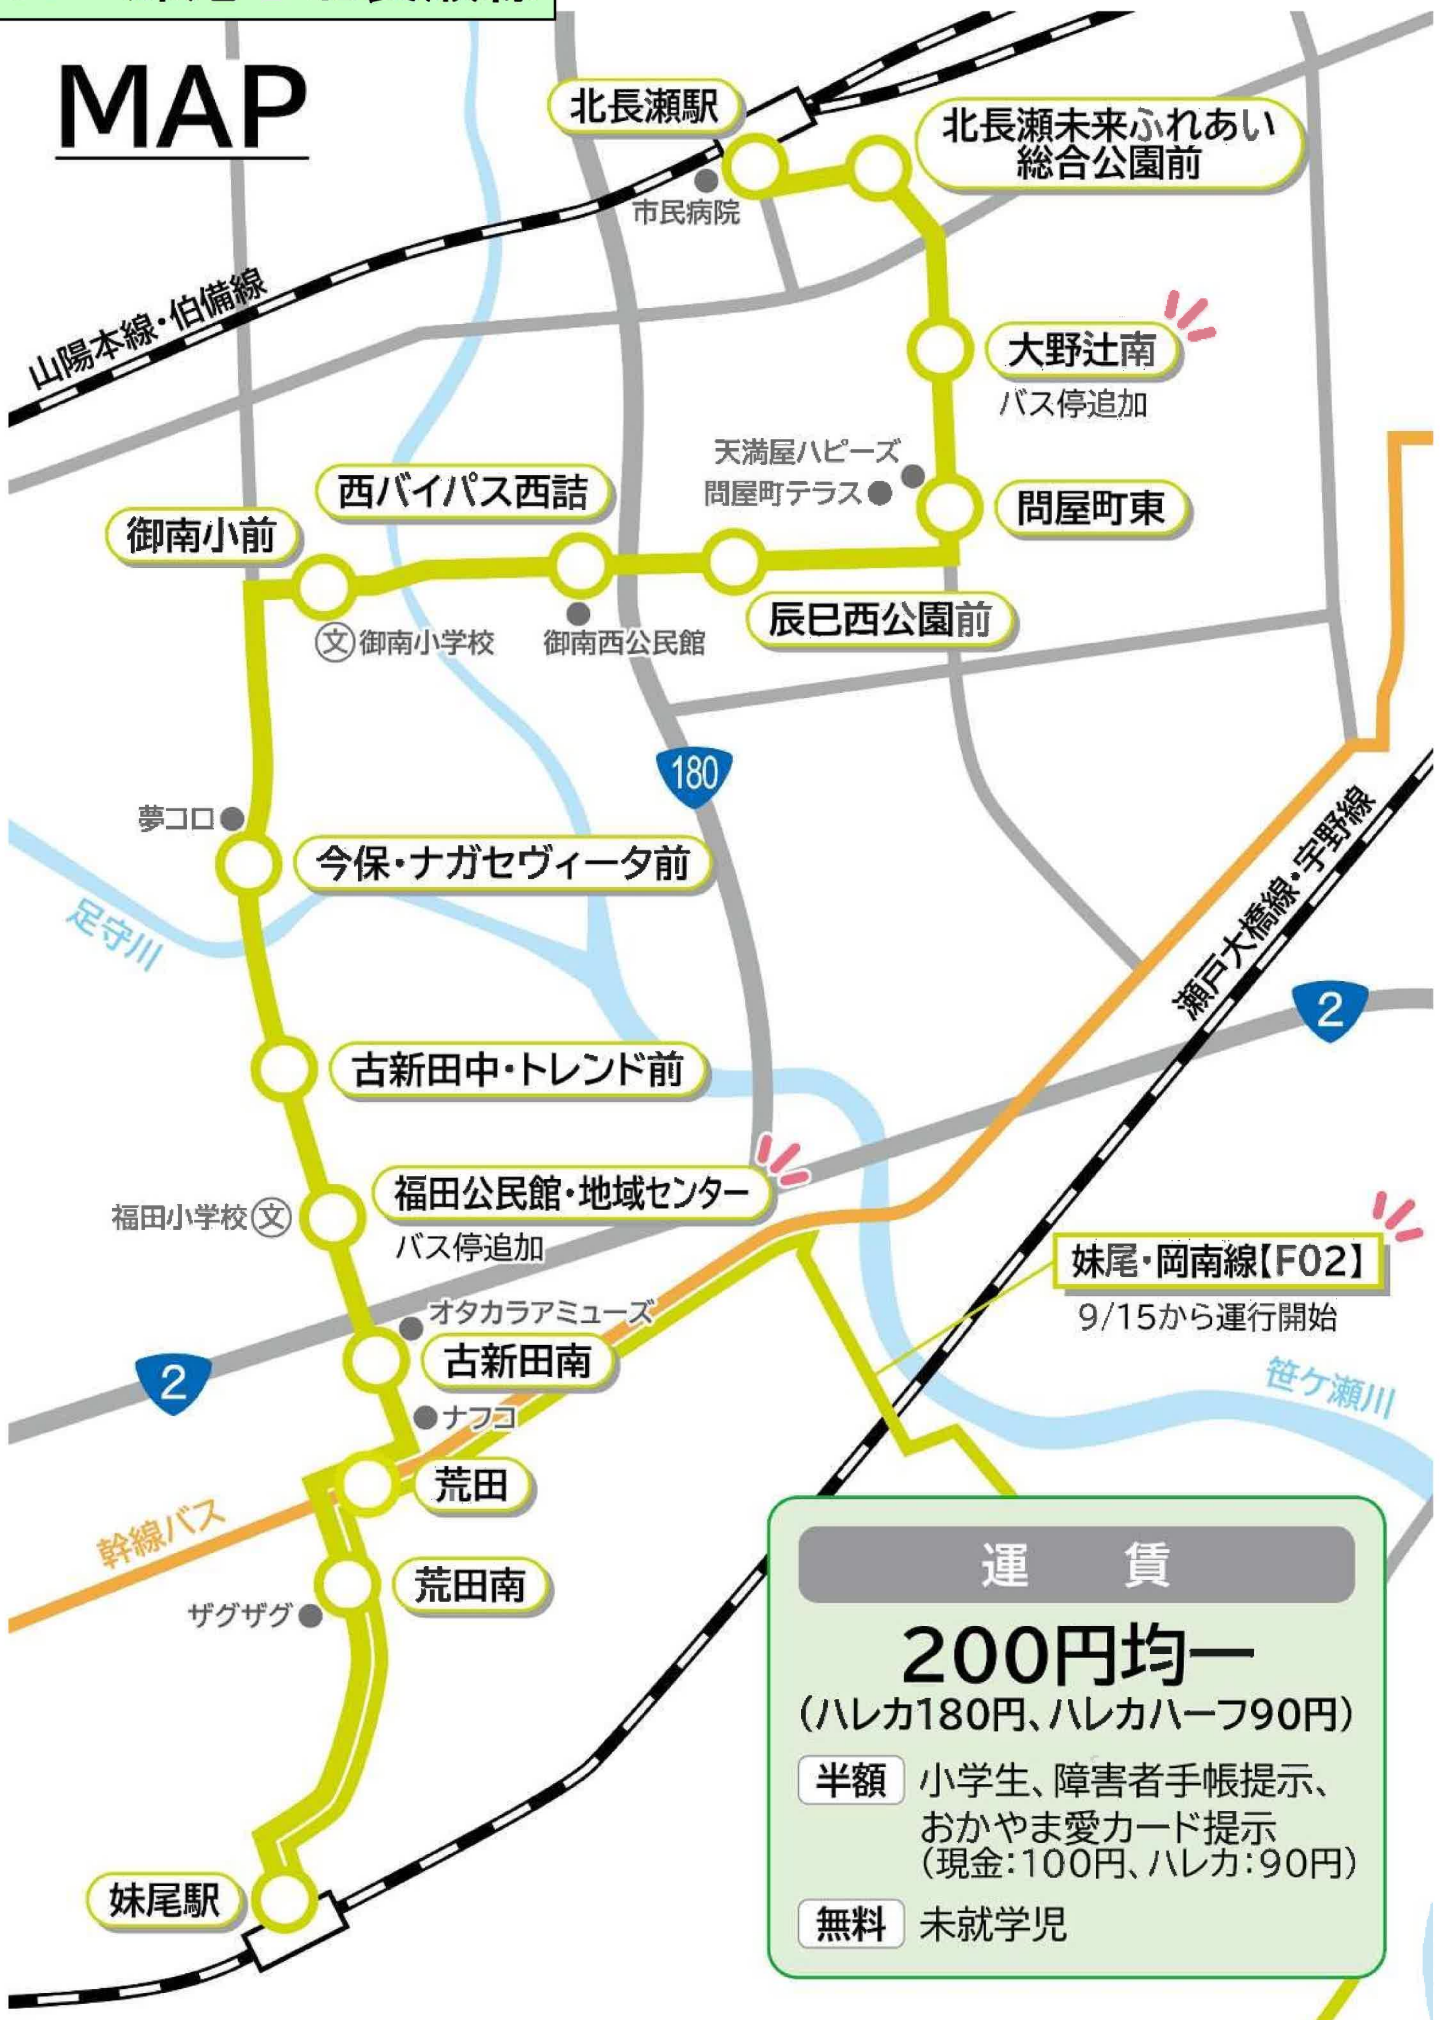 MAP
北長瀬駅
北長瀬未来ふれあい
総合公園前
市民病院
山陽本線・伯備線
大野辻南
バス停追加
天満屋ハピーズ
問屋町テラス
問屋町東
西バイパス西詰
御南小前
辰巳西公園前
文 御南小学校
御南西公民館
180
夢コロ
今保・ナガセヴィータ前
瀬戸大橋線・宇野線
足守川
2
古新田中・トレンド前
福田公民館・地域センター
バス停追加
福田小学校 文
妹尾・岡南線【F02】
9/15から運行開始
オタカラアミューズ
古新田南
2
笹ケ瀬川
ナフコ
荒田
幹線バス
荒田南
ザグザグ
妹尾駅
運賃
200円均一
(ハレカ180円、ハレカハーフ90円)
半額 小学生、障害者手帳提示、
おかやま愛カード提示
(現金:100円、ハレカ:90円)
無料 未就学児